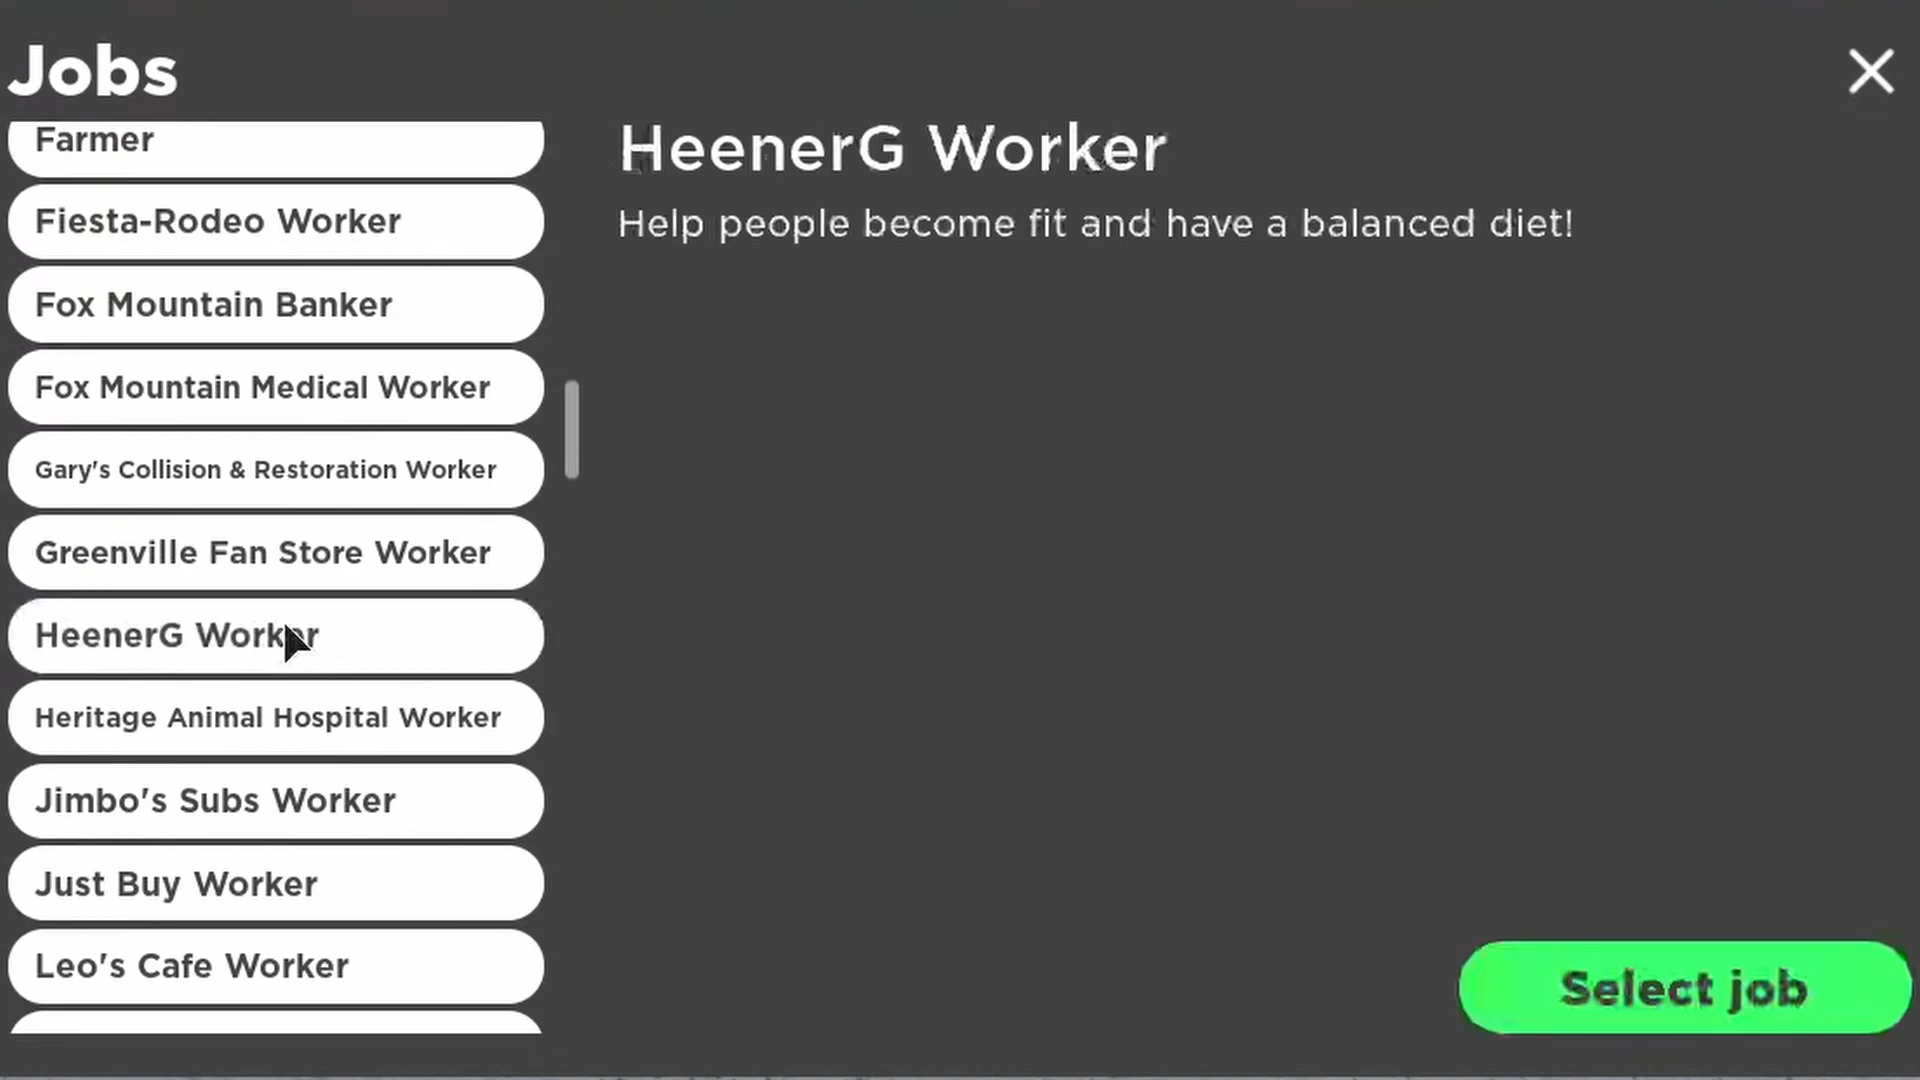 Jobs
Farmer
Fiesta-Rodeo Worker
Fox Mountain Banker
Fox Mountain Medical Worker
Gary's Collision & Restoration Worker
Greenville Fan Store Worker
HeenerG Worker
Heritage Animal Hospital Worker
Jimbo's Subs Worker
Just Buy Worker
Leo's Cafe Worker
HeenerG Worker
Help people become fit and have a balanced diet!
Select job